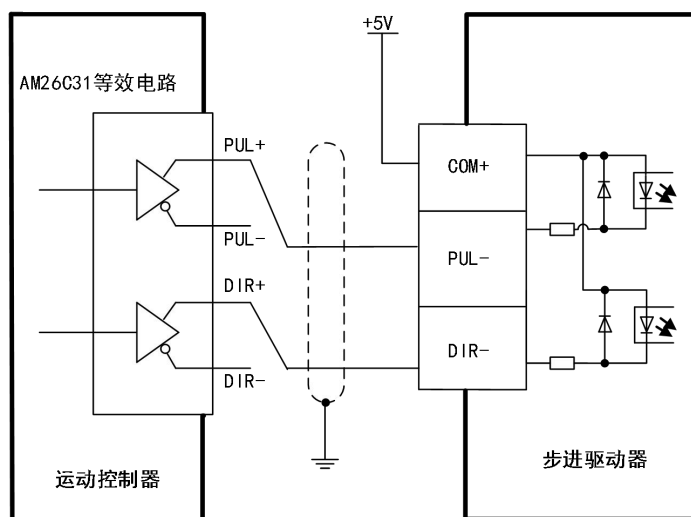 +5V
AM26C31等效电路
PUL+
COM+
PUL-
PUL-
DIR+
DIR-
DIR-
运动控制器
步进驱动器